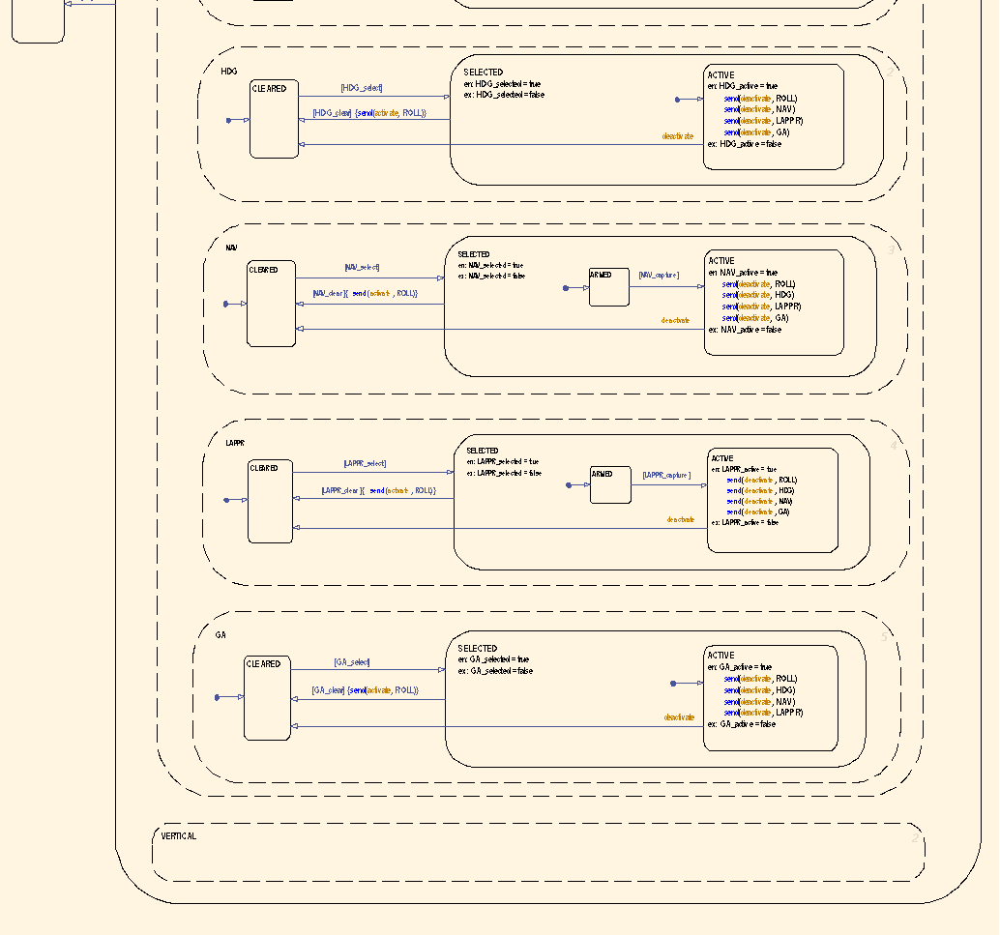 HDG
2
CLEARED
[HDG_select]
[HDG_clear] {send(activate, ROLL)}
deactivate
SELECTED
en: HDG_selected = true
ex: HDG_selected = false
ACTIVE
en: HDG_active = true
send(deactivate, ROLL)
send(deactivate, NAV)
send(deactivate, LAPPR)
send(deactivate, GA)
ex: HDG_active = false
NAV
3
CLEARED
[NAV_select]
[NAV_clear]{ send(activate, ROLL)}
deactivate
SELECTED
en: NAV_selected = true
ex: NAV_selected = false
ARMED
[NAV_capture]
ACTIVE
en: NAV_active = true
send(deactivate, ROLL)
send(deactivate, HDG)
send(deactivate, LAPPR)
send(deactivate, GA)
ex: NAV_active = false
LAPPR
4
CLEARED
[LAPPR_select]
[LAPPR_clear]{ send(activate, ROLL)}
deactivate
SELECTED
en: LAPPR_selected = true
ex: LAPPR_selected = false
ARMED
[LAPPR_capture]
ACTIVE
en: LAPPR_active = true
send(deactivate, ROLL)
send(deactivate, HDG)
send(deactivate, NAV)
send(deactivate, GA)
ex: LAPPR_active = false
GA
5
CLEARED
[GA_select]
[GA_clear] {send(activate, ROLL)}
deactivate
SELECTED
en: GA_selected = true
ex: GA_selected = false
ACTIVE
en: GA_active = true
send(deactivate, ROLL)
send(deactivate, HDG)
send(deactivate, NAV)
send(deactivate, LAPPR)
ex: GA_active = false
VERTICAL
2